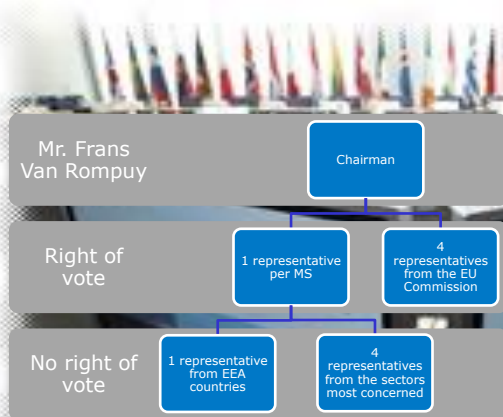 Mr. Frans
Van Rompuy
Chairman
Right of
vote
1 representative
per MS
4
representatives
from the EU
Commission
No right of
vote
1 representative
from EEA
countries
4
representatives
from the sectors
most concerned